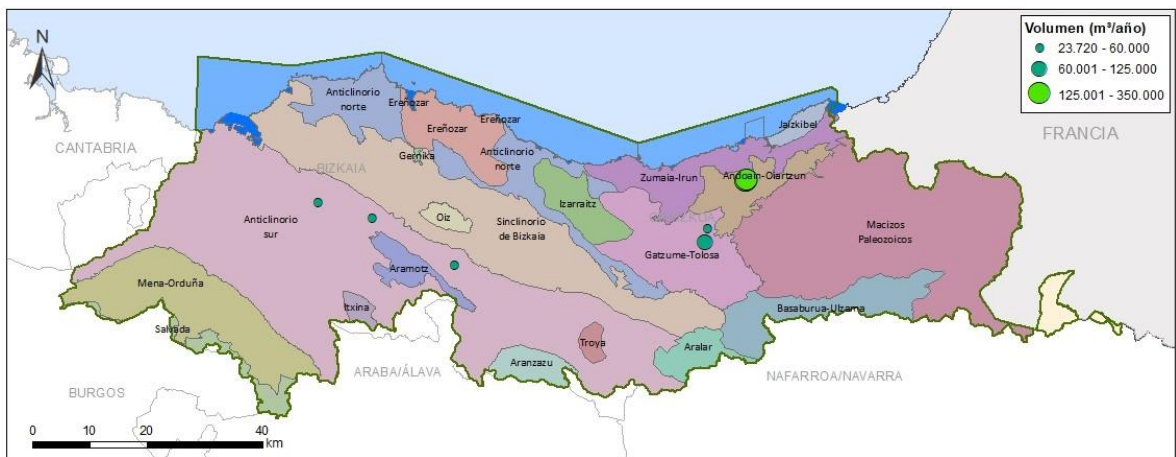 Volumen (m³/año)
23.720 - 60.000
60.001 - 125.000
125.001 - 350.000
N
Anticlinorio
norte
Ereñozar
Ereñozar
Ereñozar
Jaizkibel
FRANCIA
CANTABRIA
Gernika
Anticlinorio
norte
BIZKAIA
Zumaia-Irun
Andoain-Oiartzun
Izarraitz
Anticlinorio
sur
Oiz
Sinclinorio
de Bizkaia
Macizos
Paleozoicos
Gatzume-Tolosa
Aramotz
Mena-Orduña
Itxina
Basaburua-Ulzama
Salvada
Troya
Aralar
Aranzazu
ARABA/ÁLAVA
NAFARROA/NAVARRA
BURGOS
0 10 20 40
km